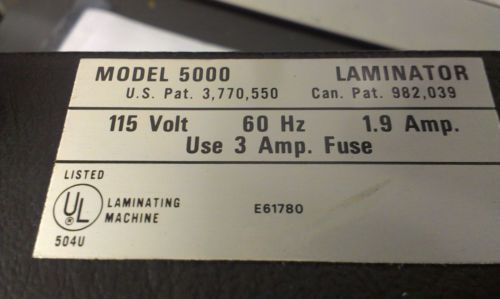 MODEL 5000 LAMINATOR
U.S. Pat. 3,770,550 Can. Pat. 982,039
115 Volt 60 Hz 1.9 Amp.
Use 3 Amp. Fuse
LISTED
UL LAMINATING MACHINE E61780
504U